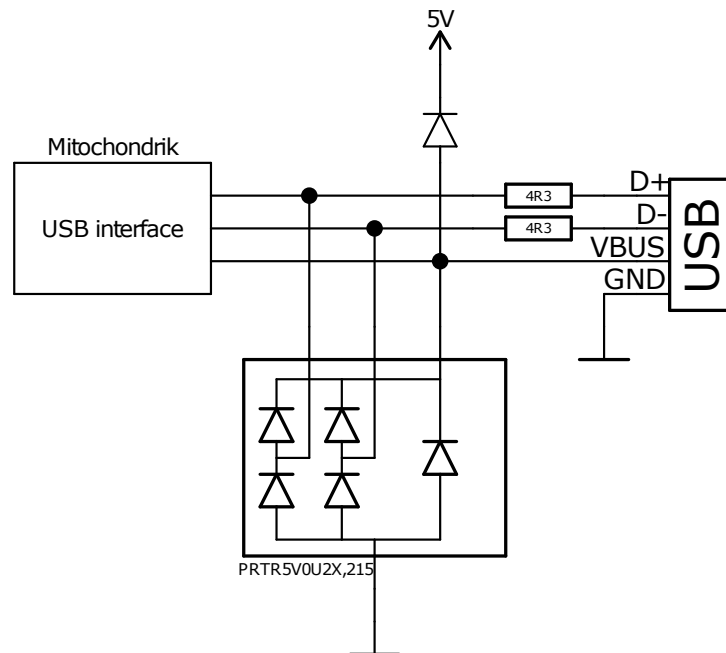 5V
Mitochondrik
USB interface
4R3
4R3
D+
D-
VBUS
GND
USB
PRTR5V0U2X,215